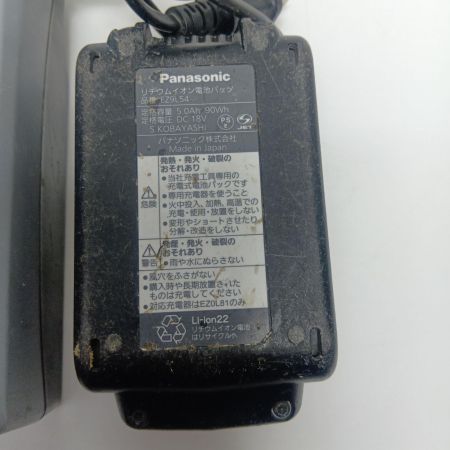 Panasonic
リチウムイオン電池パック
品番 EZ9L54
定格容量 5.0Ah 90Wh
定格電圧 DC 18V
S.KOBAYASHI
PS
E
JET
パナソニック株式会社
Made in Japan
発熱・発火・破裂の
おそれあり
危険
●当社充電工具専用の
充電式電池パックです
●専用充電器を使うこと
●火中投入、加熱、高温での
充電・使用・放置をしない
●変形やショートさせたり
分解・改造をしない
発煙・発火・破裂の
おそれあり
警告
●雨や水にぬらさない
●風穴をふさがない
●購入時や長期放置された
ものは充電してください
●対応充電器はEZ0L81のみ
Li-ion22
リチウムイオン電池
はリサイクルへ